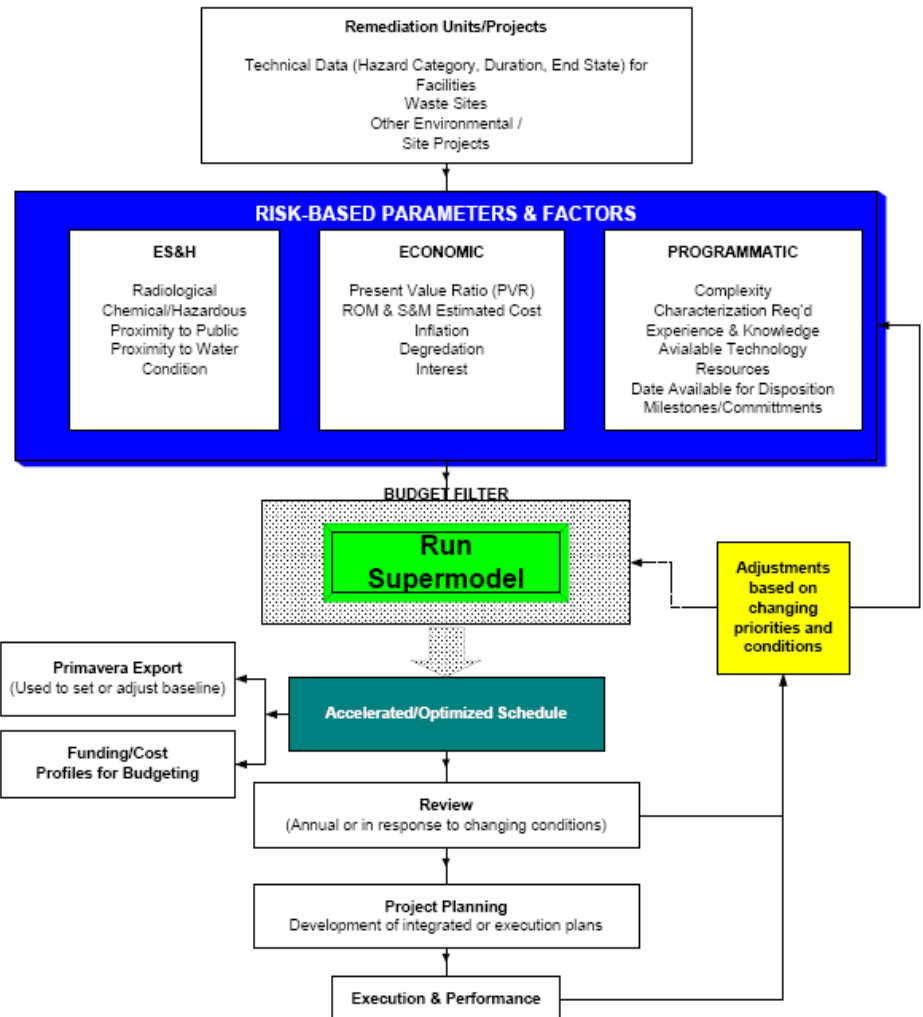 Remediation Units/Projects
Technical Data (Hazard Category, Duration, End State) for
Facilities
Waste Sites
Other Environmental /
Site Projects
RISK-BASED PARAMETERS & FACTORS
ES&H
Radiological
Chemical/Hazardous
Proximity to Public
Proximity to Water
Condition
ECONOMIC
Present Value Ratio (PVR)
ROM & S&M Estimated Cost
Inflation
Degredation
Interest
PROGRAMMATIC
Complexity
Characterization Req'd
Experience & Knowledge
Avialable Technology
Resources
Date Available for Disposition
Milestones/Committments
BUDGET FILTER
Run
Supermodel
Adjustments
based on
changing
priorities and
conditions
Primavera Export
(Used to set or adjust baseline)
Funding/Cost
Profiles for Budgeting
Accelerated/Optimized Schedule
Review
(Annual or in response to changing conditions)
Project Planning
Development of integrated or execution plans
Execution & Performance